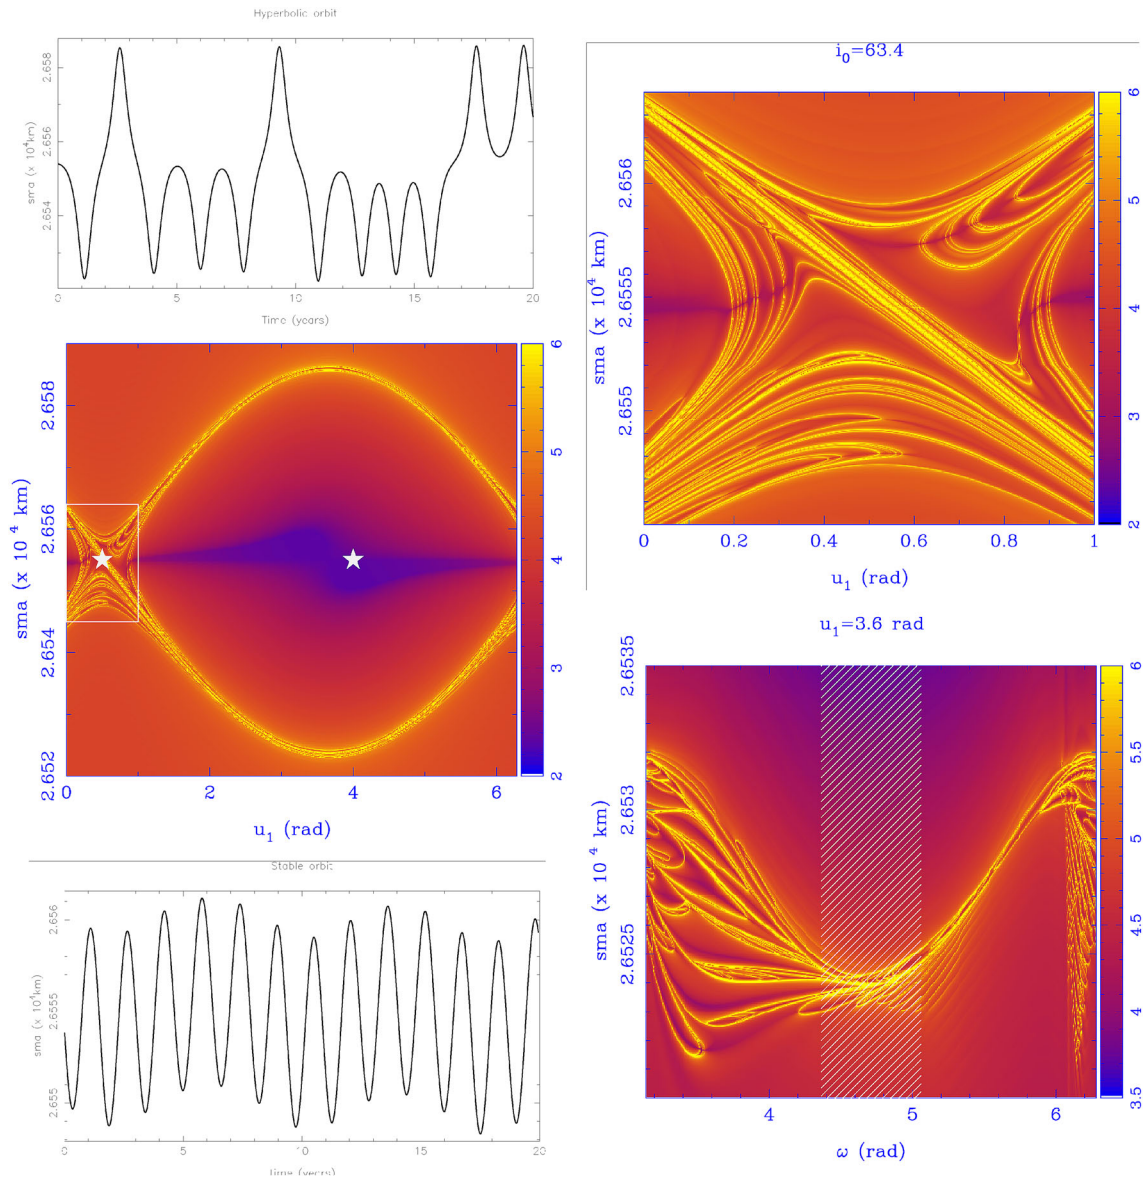 Hyperbolic orbit
sma (x 10⁴km)
2.658
2.656
2.654
0 5 10 15 20
Time (years)
sma (x 10⁴ km)
2.658
2.656
2.654
2.652
0 2 4 6
u₁ (rad)
6
5
4
3
2
Stable orbit
sma (x 10⁴km)
2.656
2.6555
2.655
0 5 10 15 20
Time (years)
i₀=63.4
sma (x 10⁴ km)
2.656
2.6555
2.655
0 0.2 0.4 0.6 0.8 1
u₁ (rad)
6
5
4
3
2
u₁=3.6 rad
sma (x 10⁴ km)
2.6535
2.653
2.6525
4 5 6
ω (rad)
6
5.5
5
4.5
4
3.5